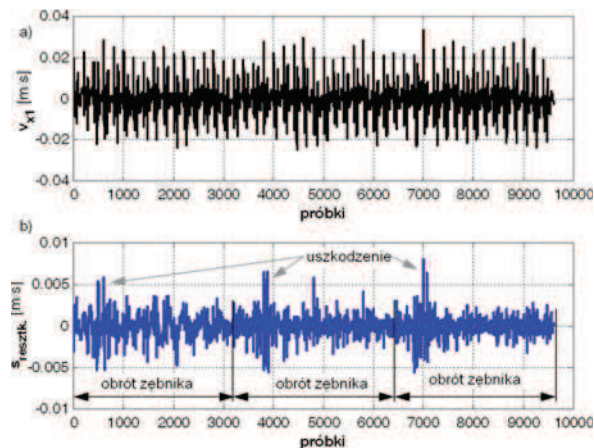 a)
0.04
0.02
0
-0.02
-0.04
v_x1 [m\s]
0 1000 2000 3000 4000 5000 6000 7000 8000 9000 10000
próbki
b)
0.01
0.005
0
-0.005
-0.01
s_resztk. [m\s]
uszkodzenie
obrót zębnika obrót zębnika obrót zębnika
0 1000 2000 3000 4000 5000 6000 7000 8000 9000 10000
próbki